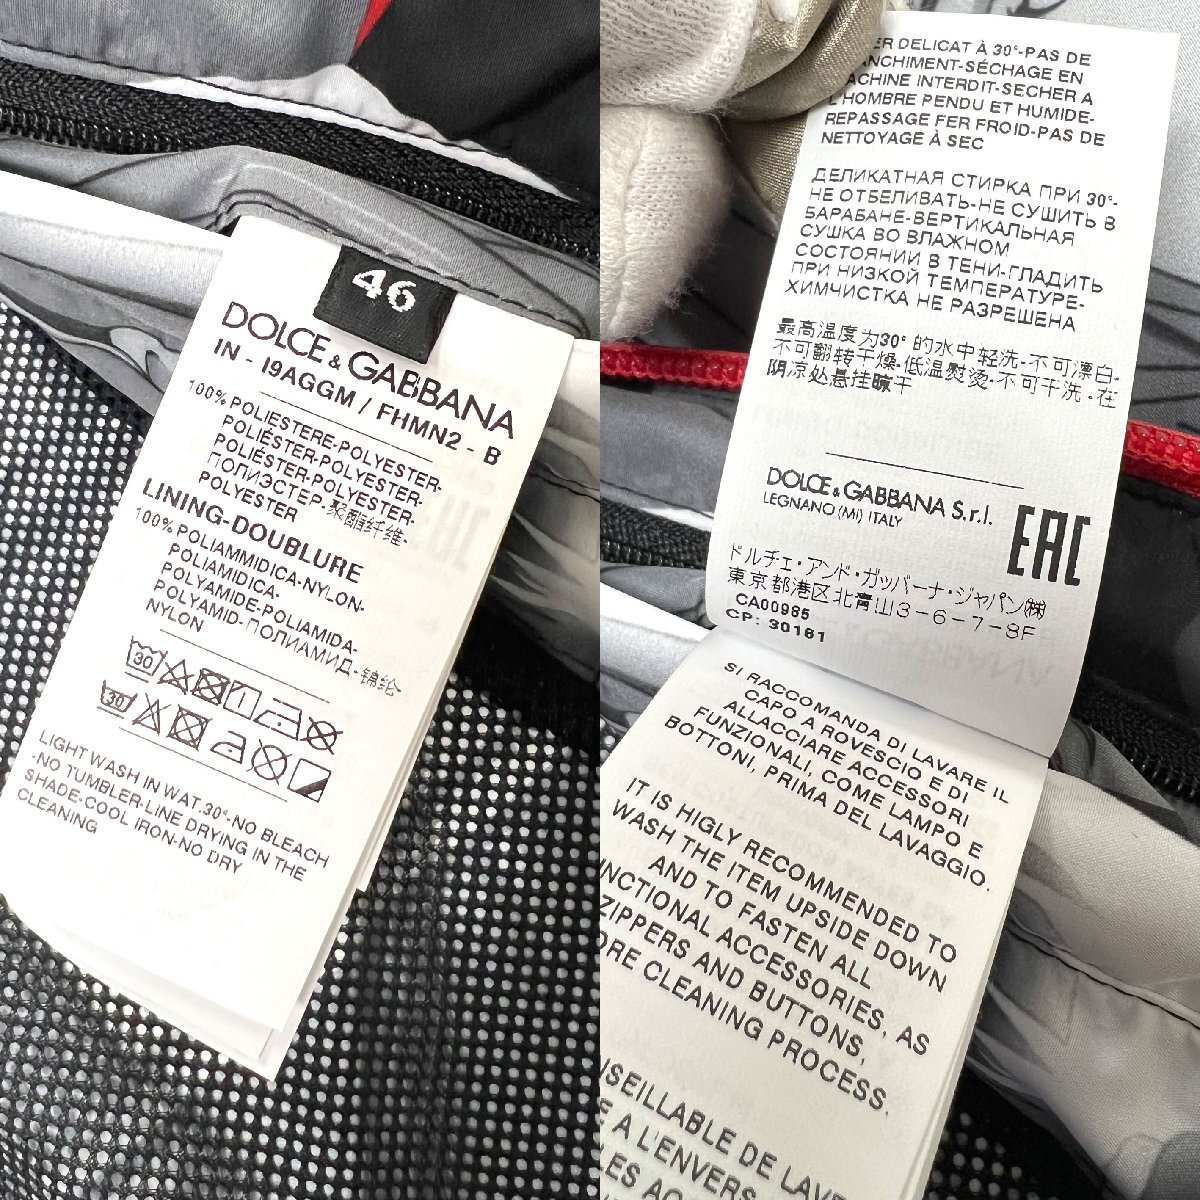 46
DOLCE & GABBANA
IN - I9AGGM / FHMN2 - B
100% POLIESTERE-POLYESTER-
POLIÉSTER-POLYESTER-
POLIÉSTER-POLYESTER-
ПОЛИЭСТЕР-聚酯纤维-
POLYESTER
LINING-DOUBLURE
100% POLIAMMIDICA-NYLON-
POLIAMIDICA-
POLYAMIDE-POLIAMIDA-
POLYAMID-ПОЛИАМИД-锦纶-
NYLON
30
30
LIGHT WASH IN WAT.30°-NO BLEACH
-NO TUMBLER-LINE DRYING IN THE
SHADE-COOL IRON-NO DRY
CLEANING
DELICAT À 30°-PAS DE
SÉCHAGE EN
INTERDIT-SECHER A
L'HOMBRE PENDU ET HUMIDE-
REPASSAGE FER FROID-PAS DE
NETTOYAGE À SEC
ДЕЛИКАТНАЯ СТИРКА ПРИ 30°-
НЕ ОТБЕЛИВАТЬ-НЕ СУШИТЬ В
БАРАБАНЕ-ВЕРТИКАЛЬНАЯ
СУШКА ВО ВЛАЖНОМ
СОСТОЯНИИ В ТЕНИ-ГЛАДИТЬ
ПРИ НИЗКОЙ ТЕМПЕРАТУРЕ-
ХИМЧИСТКА НЕ РАЗРЕШЕНА
最高温度为30° 的水中轻洗-不可漂白-
不可翻转干燥-低温熨烫-不可干洗-在
阴凉处悬挂晾干
DOLCE & GABBANA S.r.l.
LEGNANO (MI) ITALY
EAC
ドルチェ・アンド・ガッバーナ・ジャパン㈱
東京都港区北青山3-6-7-8F
CA00985
CP: 30161
SI RACCOMANDA DI LAVARE IL
CAPO A ROVESCIO E DI
ALLACCIARE ACCESSORI
FUNZIONALI, COME LAMPO E
BOTTONI, PRIMA DEL LAVAGGIO.
IT IS HIGLY RECOMMENDED TO
WASH THE ITEM UPSIDE DOWN
AND TO FASTEN ALL
ACCESSORIES, AS
ZIPPERS AND BUTTONS,
CLEANING PROCESS.
DE LAV
E A L'ENVERS